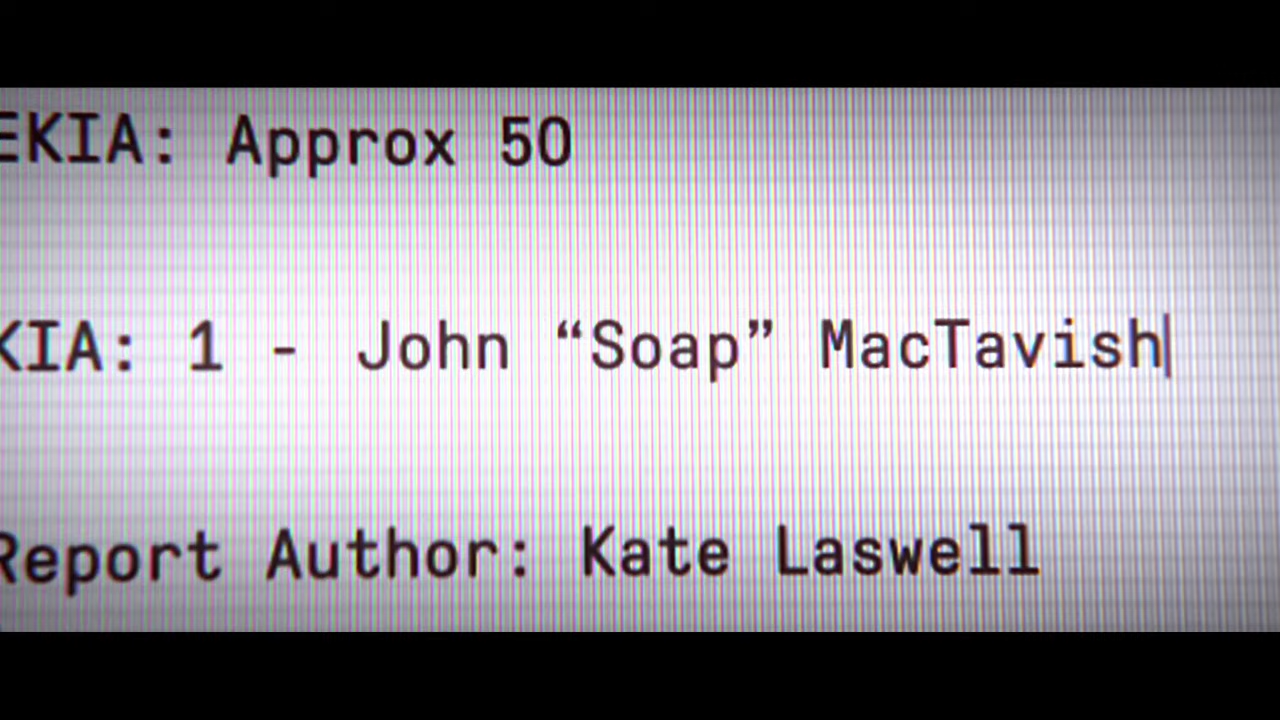 EKIA: Approx 50
KIA: 1 - John “Soap” MacTavish
Report Author: Kate Laswell